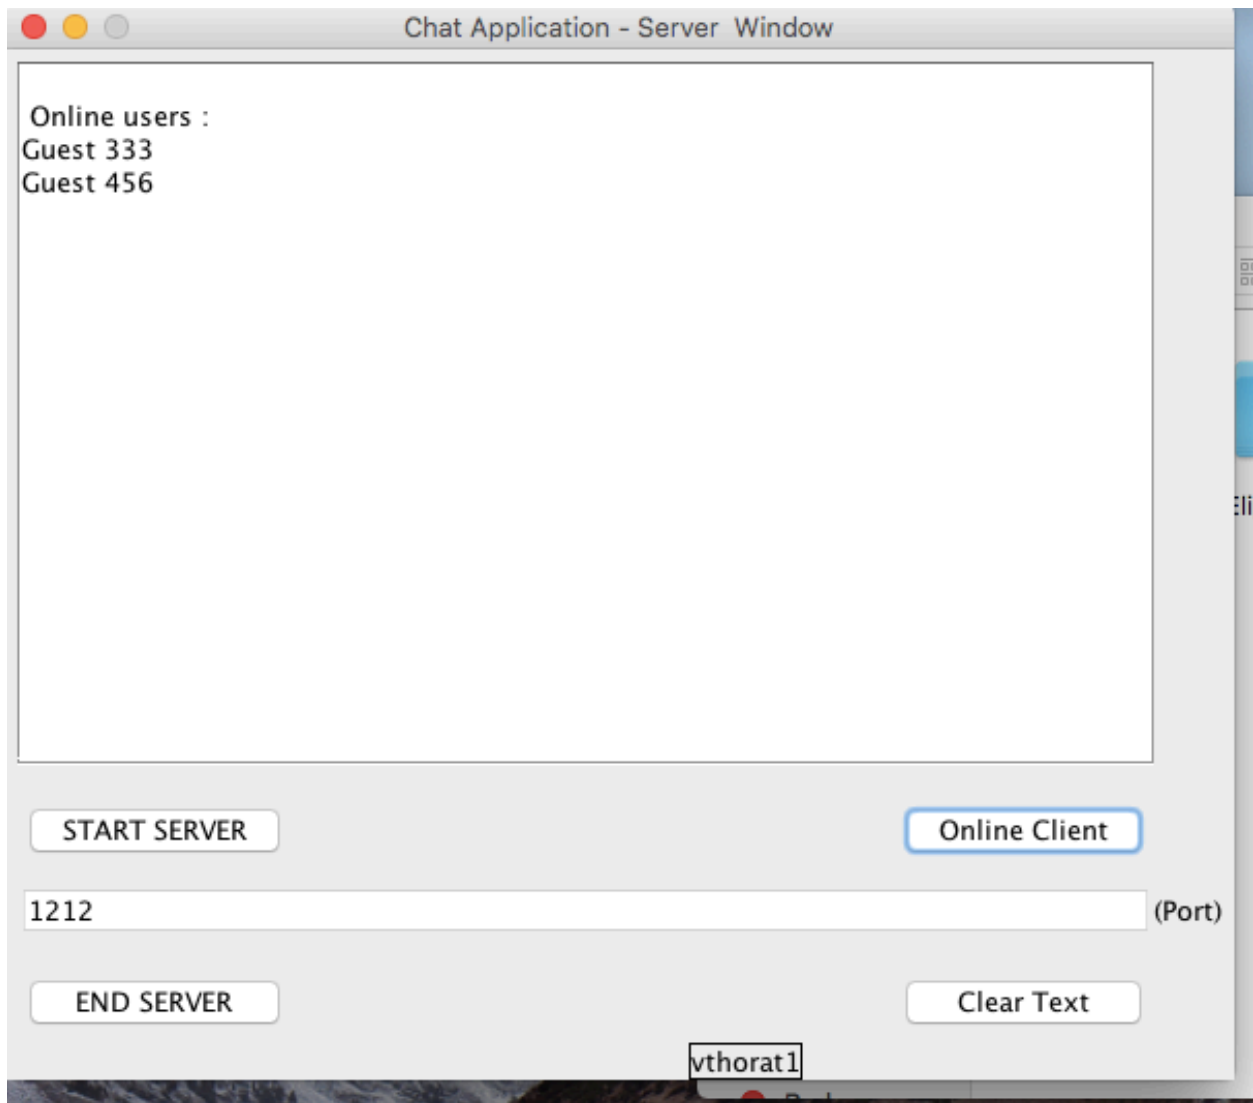 Chat Application - Server  Window
Online users :
Guest 333
Guest 456
START SERVER
Online Client
1212
(Port)
END SERVER
Clear Text
vthorat1